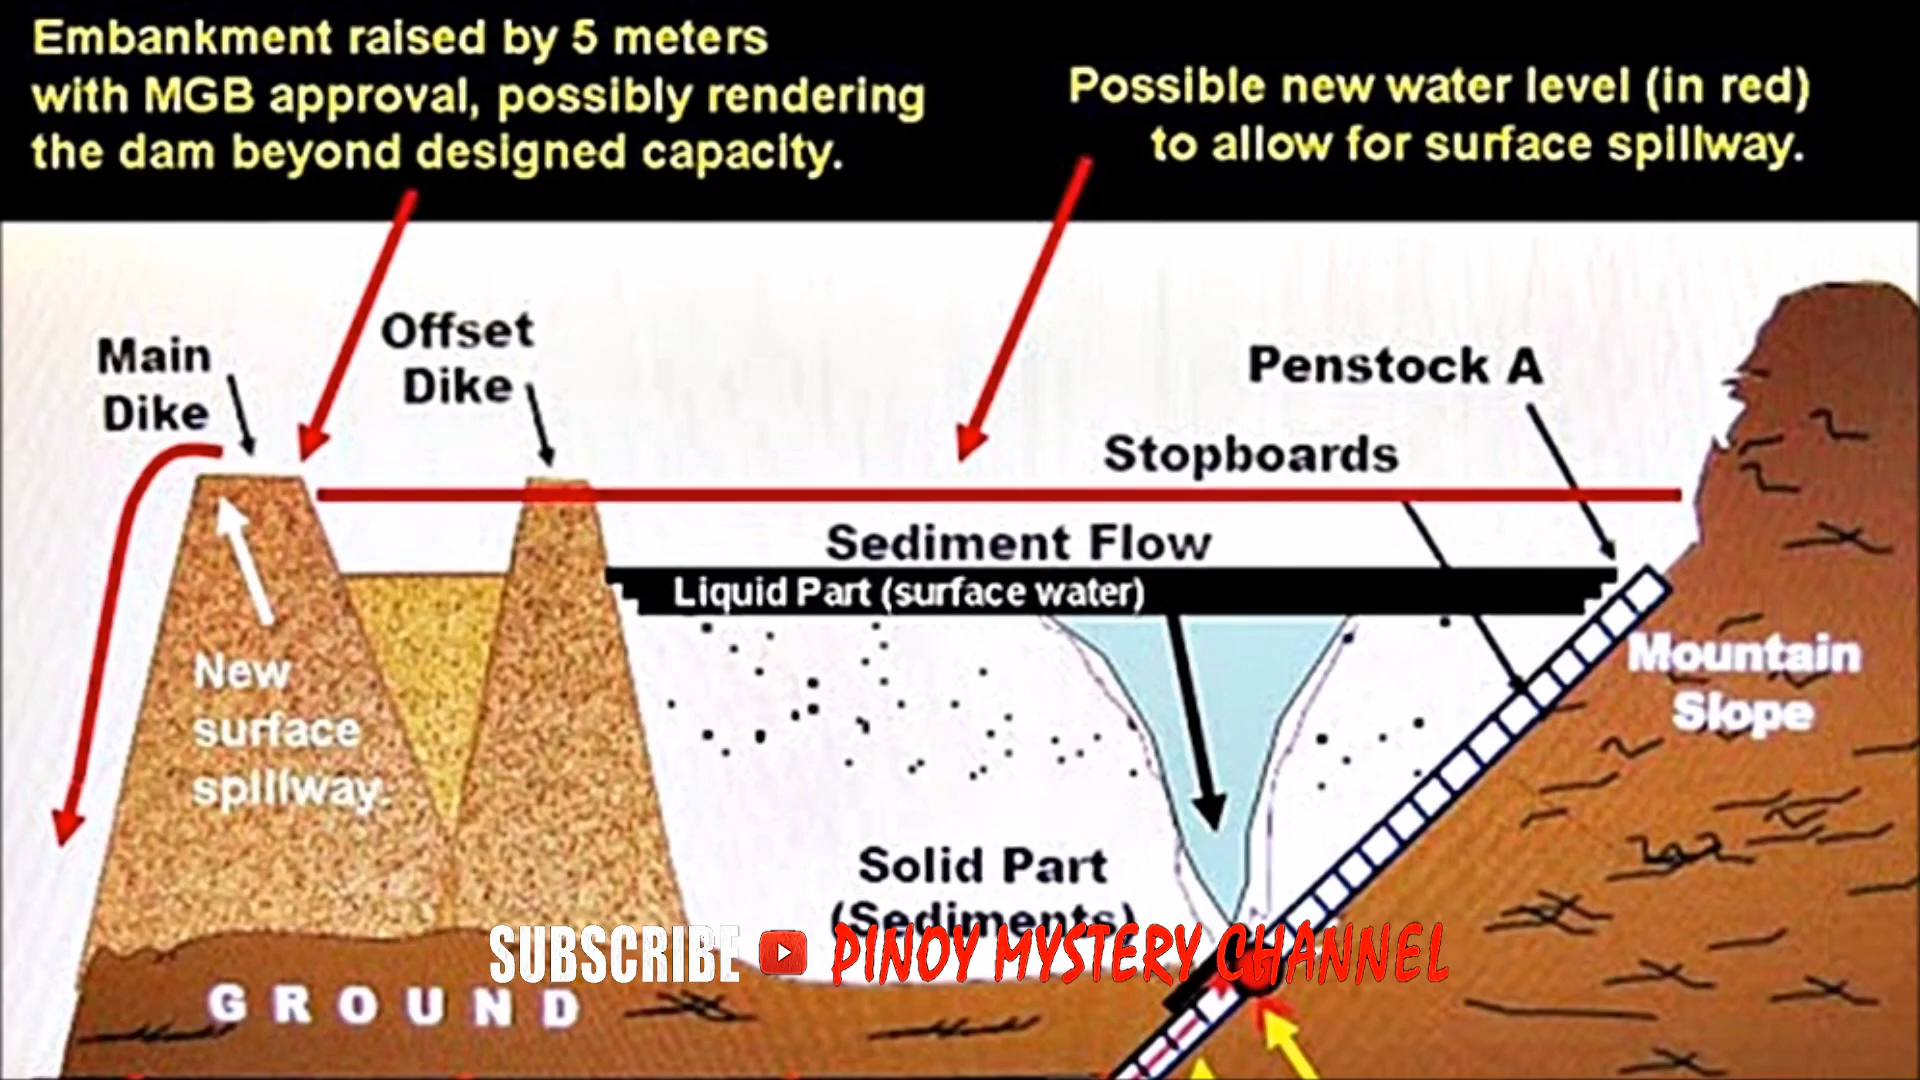 Embankment raised by 5 meters
with MGB approval, possibly rendering
the dam beyond designed capacity.
Possible new water level (in red)
to allow for surface spillway.
Main
Dike
Offset
Dike
Penstock A
Stopboards
Sediment Flow
Liquid Part (surface water)
New
surface
spillway.
Mountain
Slope
Solid Part
(Sediments)
SUBSCRIBE PINOY MYSTERY CHANNEL
GROUND